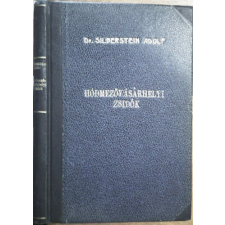 Dr. SILBERSTEIN ADOLF
HÓDMEZŐVÁSÁRHELYI
ZSIDÓK